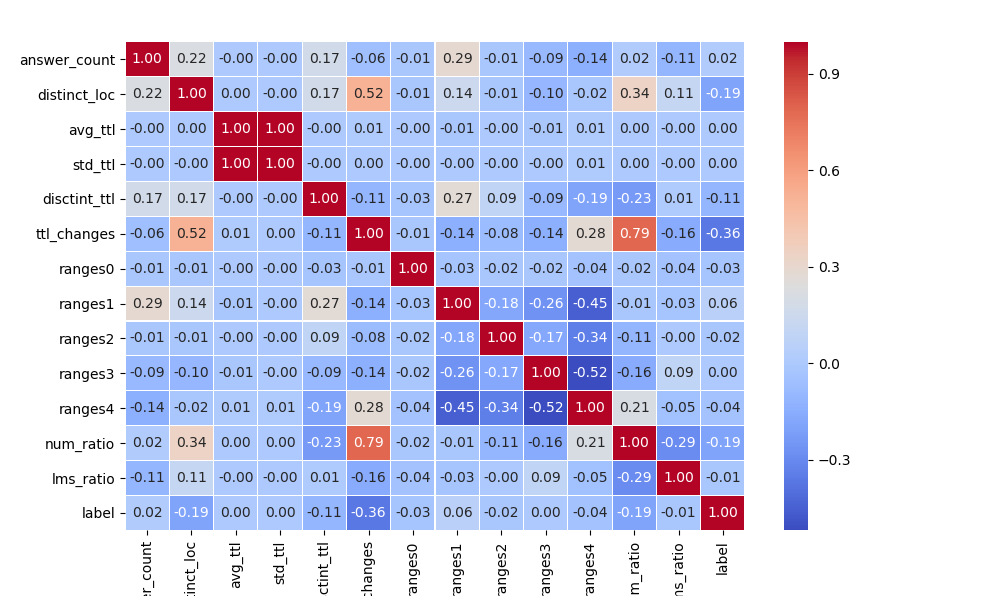 answer_count 1.00 0.22 -0.00 -0.00 0.17 -0.06 -0.01 0.29 -0.01 -0.09 -0.14 0.02 -0.11 0.02
distinct_loc 0.22 1.00 0.00 -0.00 0.17 0.52 -0.01 0.14 -0.01 -0.10 -0.02 0.34 0.11 -0.19
avg_ttl -0.00 0.00 1.00 1.00 -0.00 0.01 -0.00 -0.01 -0.00 -0.01 0.01 0.00 -0.00 0.00
std_ttl -0.00 -0.00 1.00 1.00 -0.00 0.00 -0.00 -0.00 -0.00 -0.00 0.01 0.00 -0.00 0.00
disctint_ttl 0.17 0.17 -0.00 -0.00 1.00 -0.11 -0.03 0.27 0.09 -0.09 -0.19 -0.23 0.01 -0.11
ttl_changes -0.06 0.52 0.01 0.00 -0.11 1.00 -0.01 -0.14 -0.08 -0.14 0.28 0.79 -0.16 -0.36
ranges0 -0.01 -0.01 -0.00 -0.00 -0.03 -0.01 1.00 -0.03 -0.02 -0.02 -0.04 -0.02 -0.04 -0.03
ranges1 0.29 0.14 -0.01 -0.00 0.27 -0.14 -0.03 1.00 -0.18 -0.26 -0.45 -0.01 -0.03 0.06
ranges2 -0.01 -0.01 -0.00 -0.00 0.09 -0.08 -0.02 -0.18 1.00 -0.17 -0.34 -0.11 -0.00 -0.02
ranges3 -0.09 -0.10 -0.01 -0.00 -0.09 -0.14 -0.02 -0.26 -0.17 1.00 -0.52 -0.16 0.09 0.00
ranges4 -0.14 -0.02 0.01 0.01 -0.19 0.28 -0.04 -0.45 -0.34 -0.52 1.00 0.21 -0.05 -0.04
num_ratio 0.02 0.34 0.00 0.00 -0.23 0.79 -0.02 -0.01 -0.11 -0.16 0.21 1.00 -0.29 -0.19
lms_ratio -0.11 0.11 -0.00 -0.00 0.01 -0.16 -0.04 -0.03 -0.00 0.09 -0.05 -0.29 1.00 -0.01
label 0.02 -0.19 0.00 0.00 -0.11 -0.36 -0.03 0.06 -0.02 0.00 -0.04 -0.19 -0.01 1.00
er_count
inct_loc
avg_ttl
std_ttl
ctint_ttl
changes
ranges0
ranges1
ranges2
ranges3
ranges4
m_ratio
ns_ratio
label
0.9
0.6
0.3
0.0
−0.3